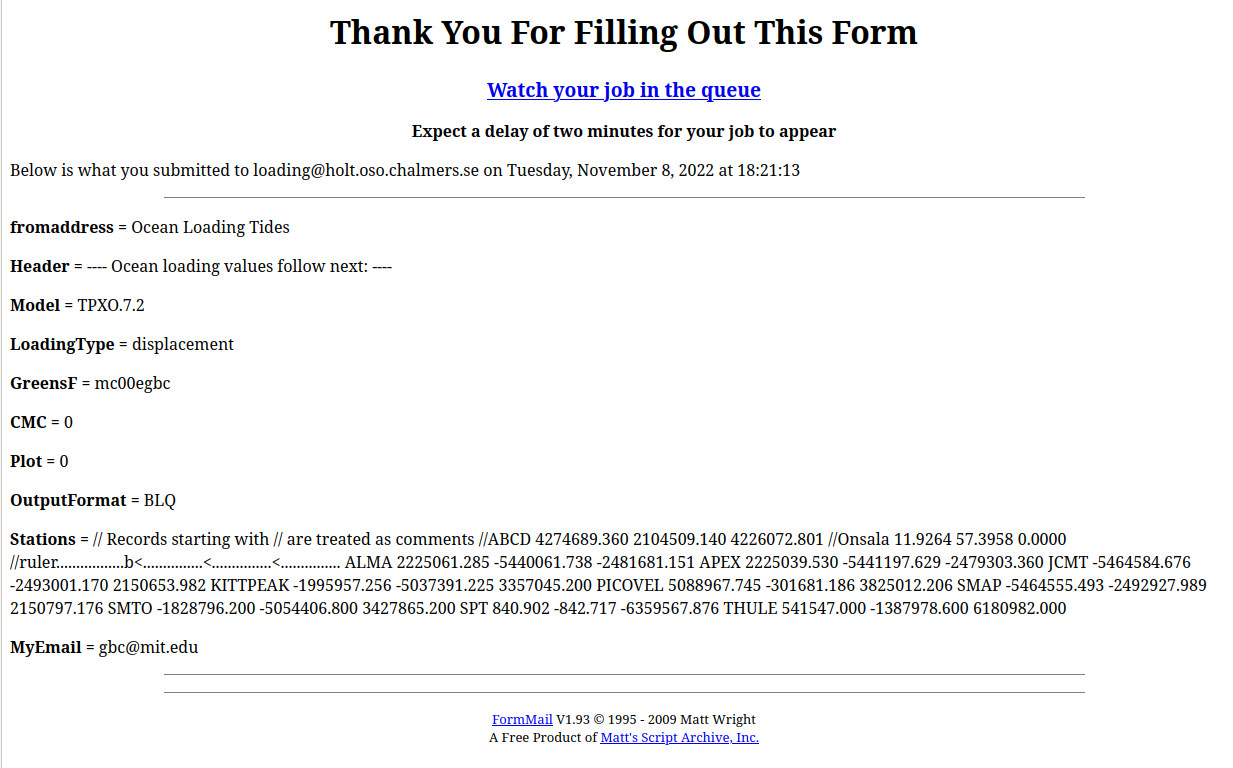 Thank You For Filling Out This Form
Watch your job in the queue
Expect a delay of two minutes for your job to appear
Below is what you submitted to loading@holt.oso.chalmers.se on Tuesday, November 8, 2022 at 18:21:13
fromaddress = Ocean Loading Tides
Header = ---- Ocean loading values follow next: ----
Model = TPXO.7.2
LoadingType = displacement
GreensF = mc00egbc
CMC = 0
Plot = 0
OutputFormat = BLQ
Stations = // Records starting with // are treated as comments //ABCD 4274689.360 2104509.140 4226072.801 //Onsala 11.9264 57.3958 0.0000
//ruler.................b<...............<...............<............... ALMA 2225061.285 -5440061.738 -2481681.151 APEX 2225039.530 -5441197.629 -2479303.360 JCMT -5464584.676
-2493001.170 2150653.982 KITTPEAK -1995957.256 -5037391.225 3357045.200 PICOVEL 5088967.745 -301681.186 3825012.206 SMAP -5464555.493 -2492927.989
2150797.176 SMTO -1828796.200 -5054406.800 3427865.200 SPT 840.902 -842.717 -6359567.876 THULE 541547.000 -1387978.600 6180982.000
MyEmail = gbc@mit.edu
FormMail V1.93 © 1995 - 2009 Matt Wright
A Free Product of Matt's Script Archive, Inc.